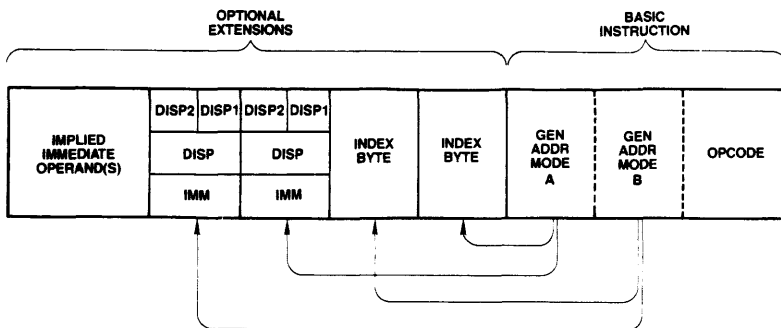 OPTIONAL
EXTENSIONS
BASIC
INSTRUCTION
IMPLIED
IMMEDIATE
OPERAND(S)
DISP2 DISP1 DISP2 DISP1
DISP DISP
IMM IMM
INDEX
BYTE
INDEX
BYTE
GEN
ADDR
MODE
A
GEN
ADDR
MODE
B
OPCODE